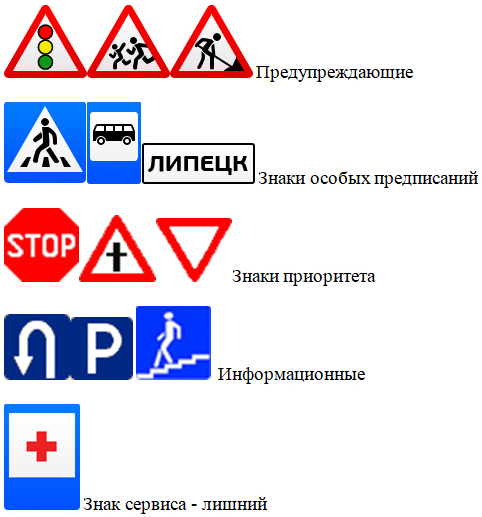 Предупреждающие
ЛИПЕЦК Знаки особых предписаний
STOP Знаки приоритета
P Информационные
Знак сервиса - лишний